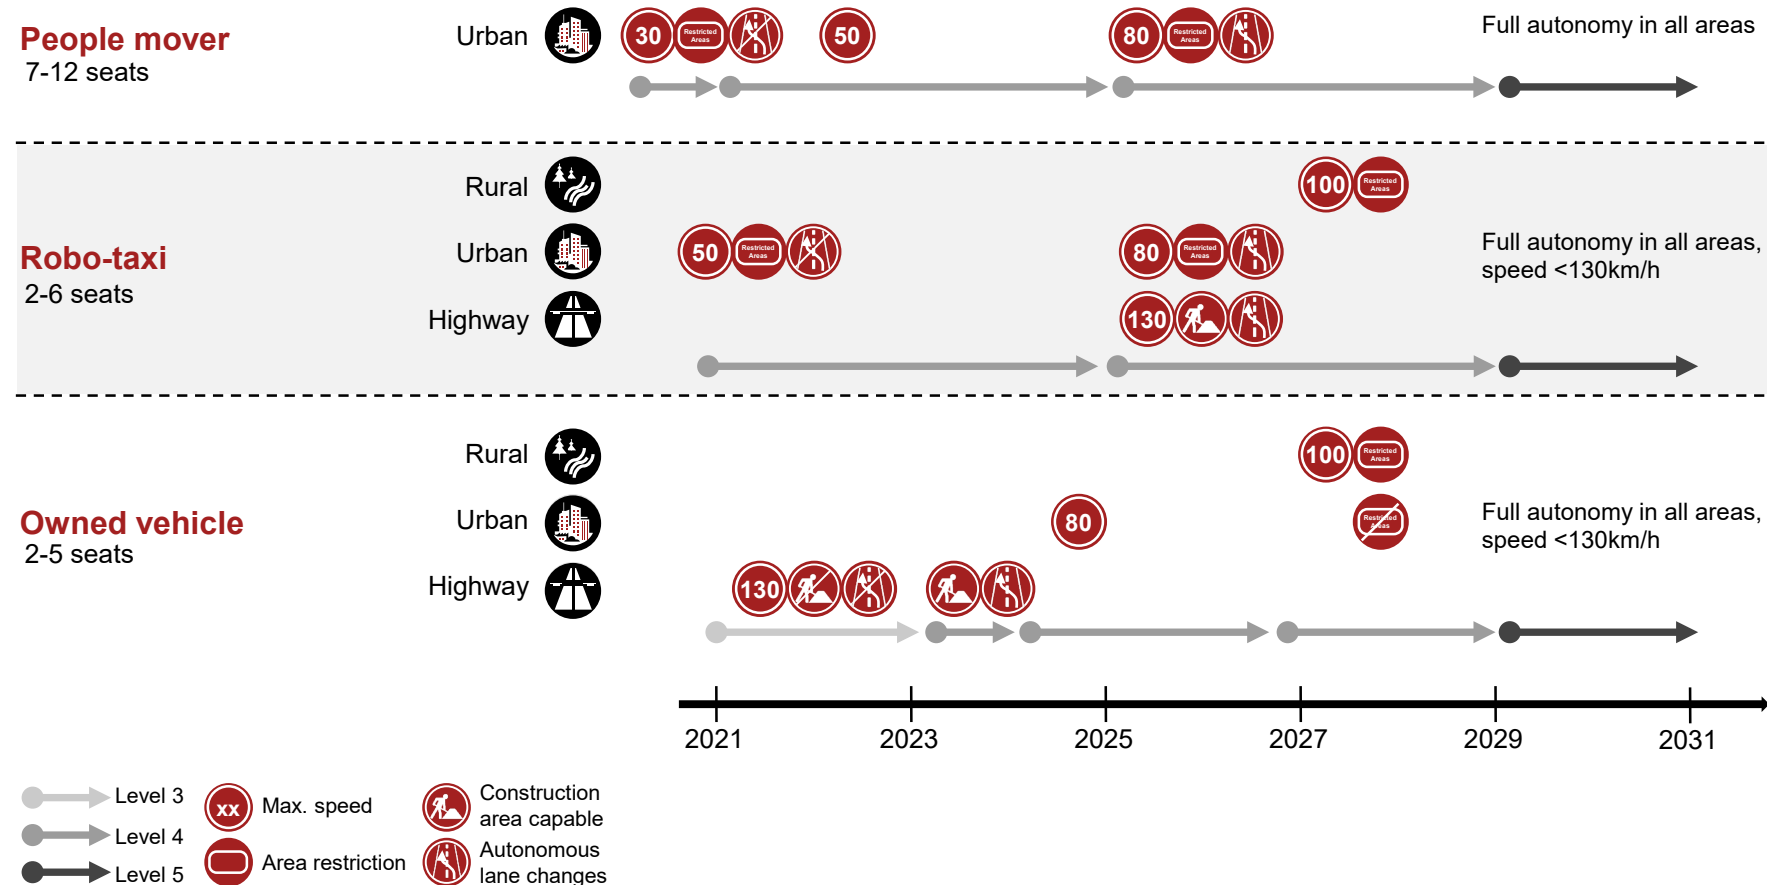 People mover
7-12 seats
Urban
30
Restricted
Areas
50
80
Restricted
Areas
Full autonomy in all areas
Robo-taxi
2-6 seats
Rural
100
Restricted
Areas
Urban
50
Restricted
Areas
80
Restricted
Areas
Highway
130
Full autonomy in all areas,
speed <130km/h
Owned vehicle
2-5 seats
Rural
100
Restricted
Areas
Urban
80
Restricted
Areas
Highway
130
Full autonomy in all areas,
speed <130km/h
2021
2023
2025
2027
2029
2031
Level 3
Level 4
Level 5
xx
Max. speed
Area restriction
Construction
area capable
Autonomous
lane changes